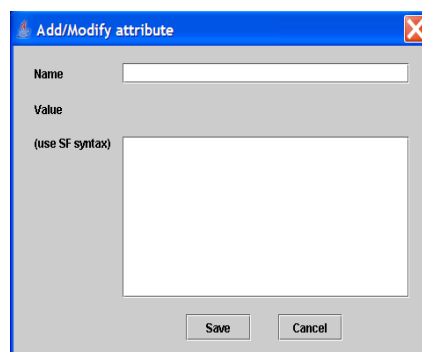 Add/Modify attribute
Name
Value
(use SF syntax)
Save Cancel